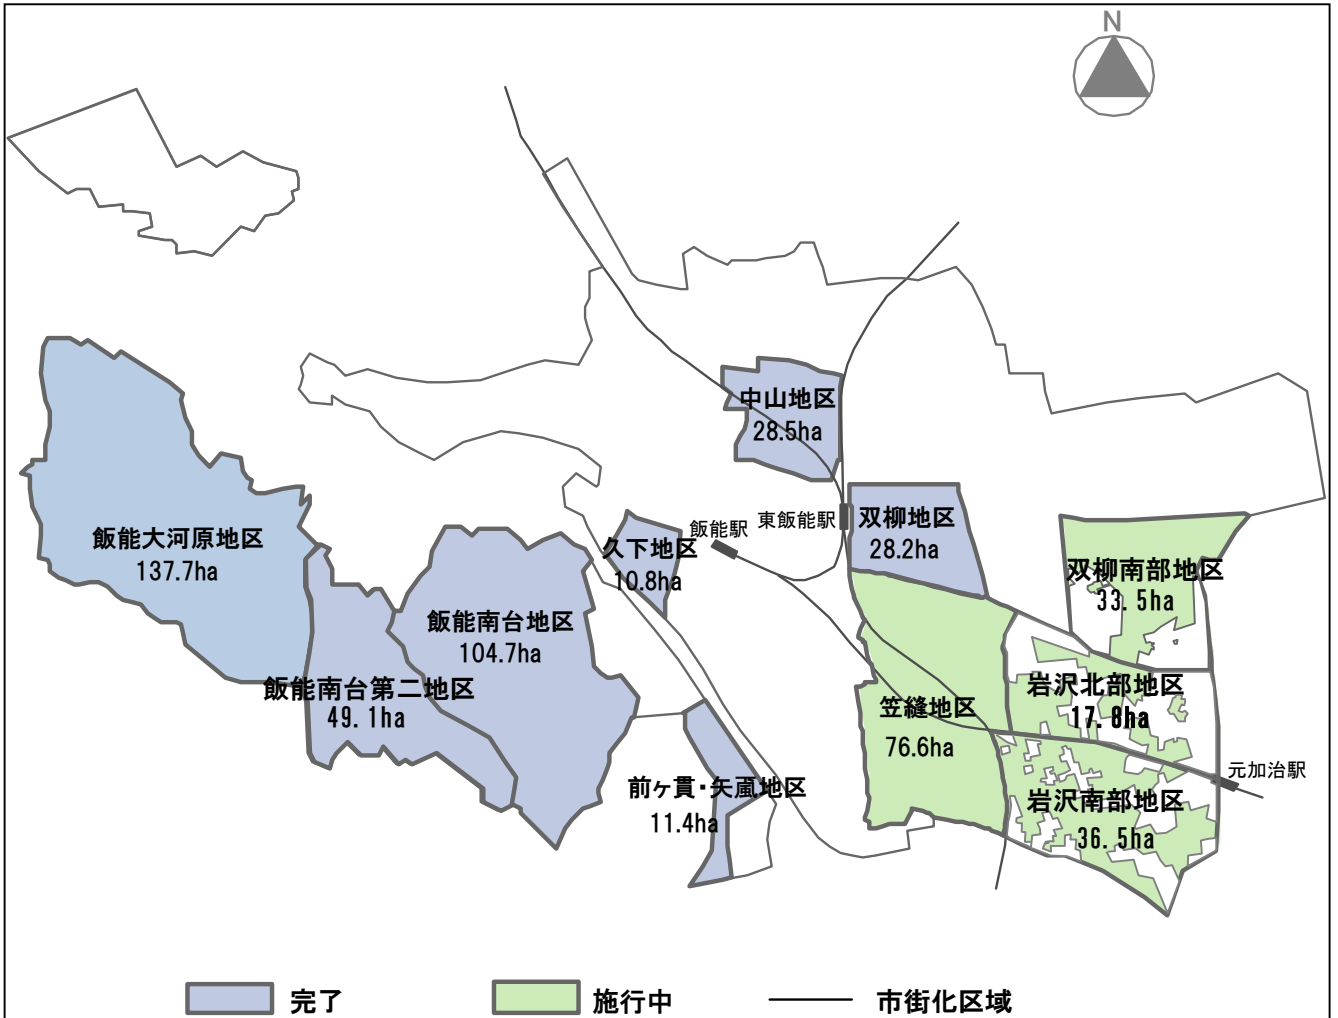 N
中山地区
28.5ha
飯能駅
東飯能駅
双柳地区
28.2ha
飯能大河原地区
137.7ha
久下地区
10.8ha
双柳南部地区
33.5ha
飯能南台地区
104.7ha
飯能南台第二地区
49.1ha
笠縫地区
76.6ha
岩沢北部地区
17.8ha
元加治駅
前ヶ貫・矢颪地区
11.4ha
岩沢南部地区
36.5ha
完了
施行中
市街化区域